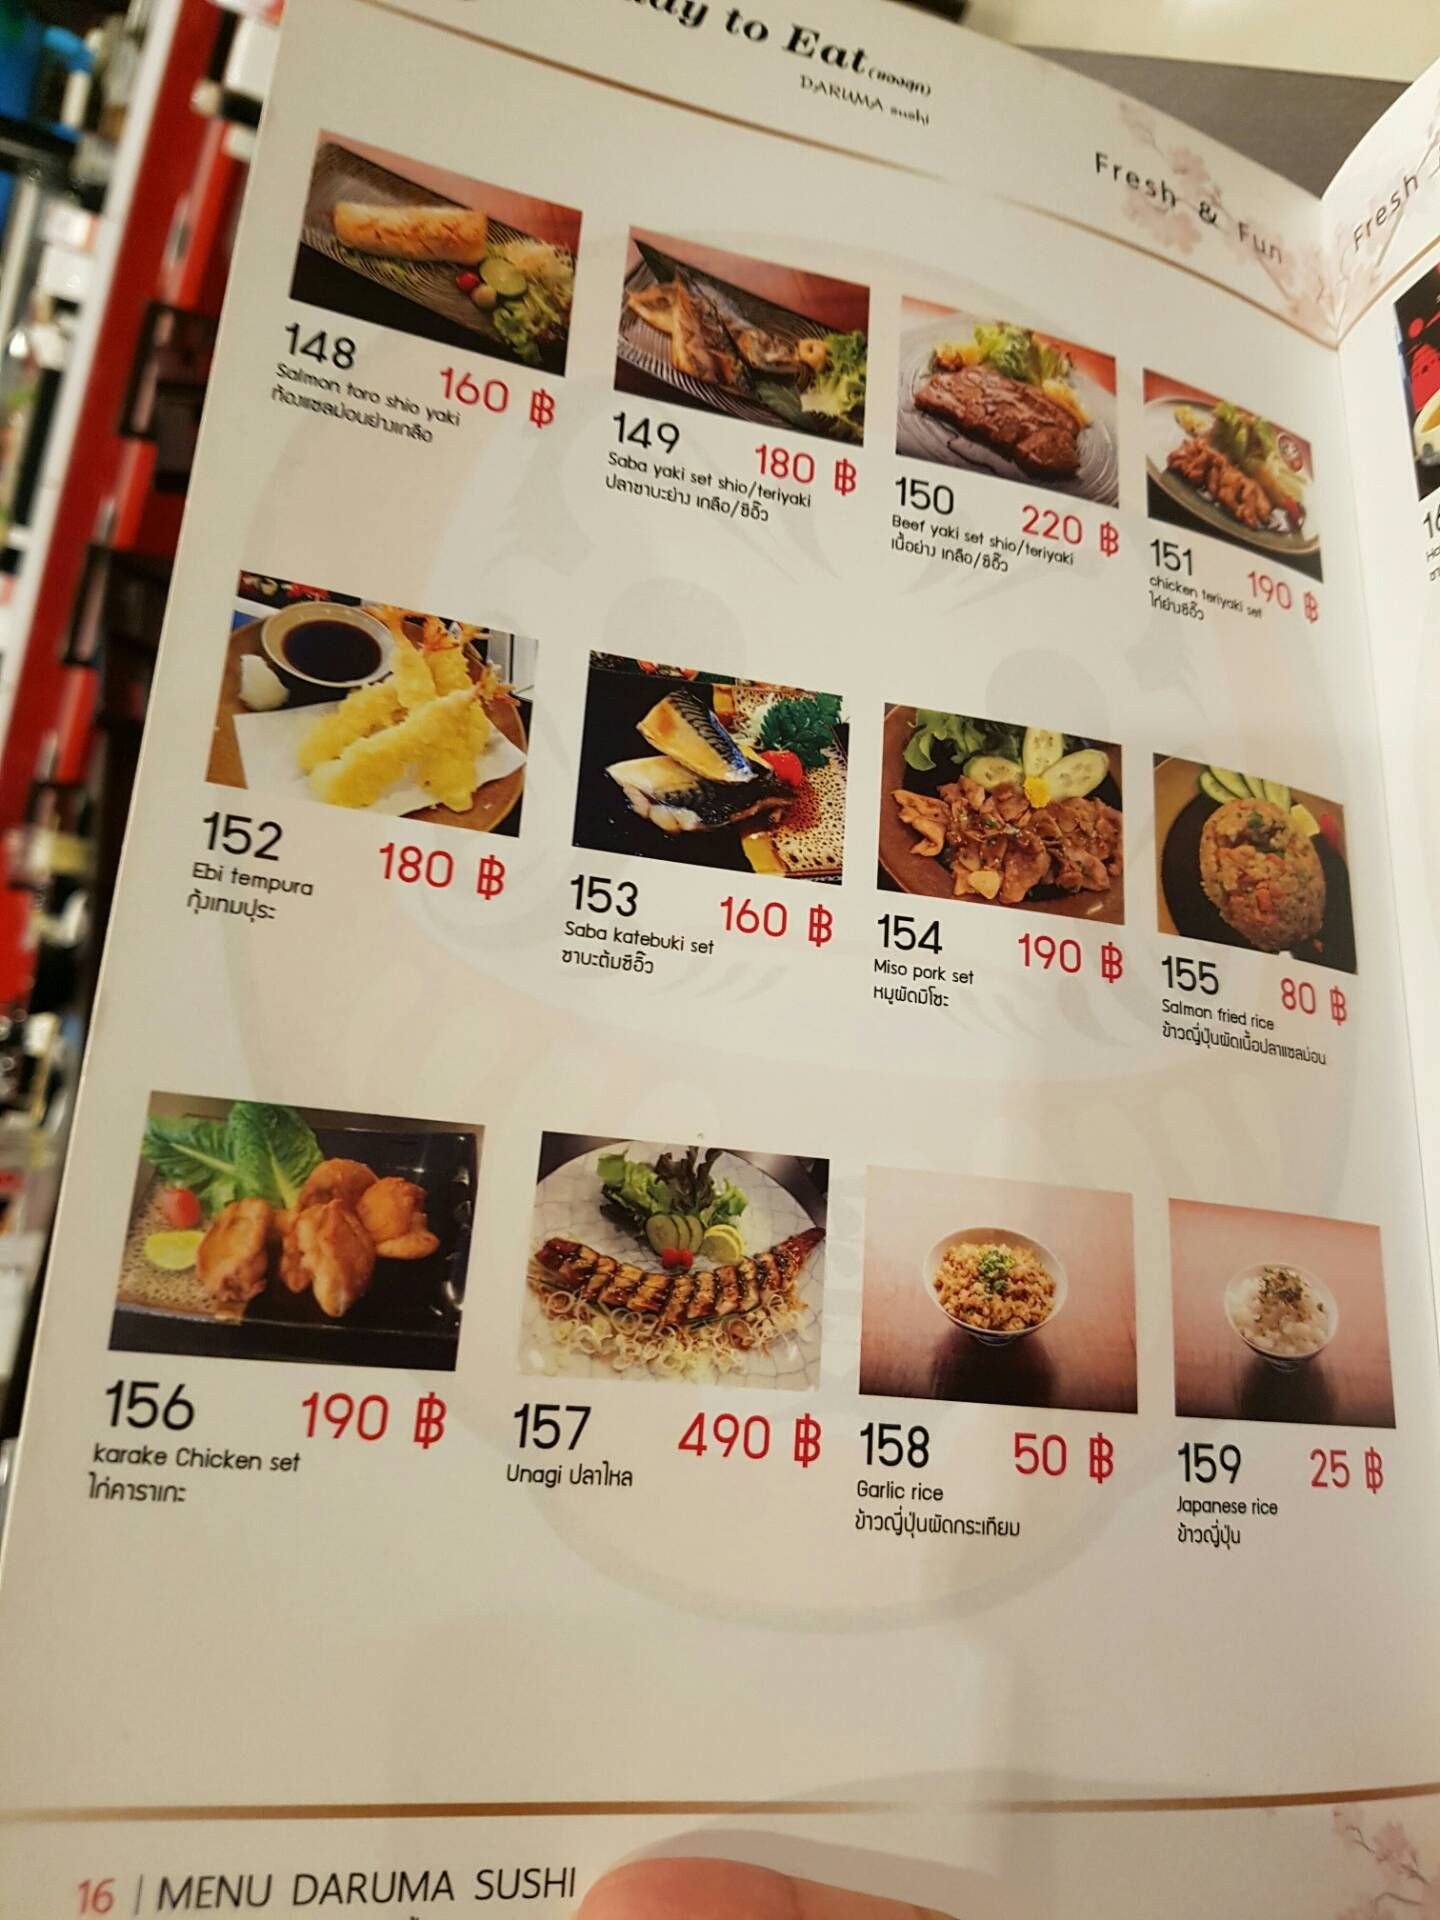 to Eat (ของสุก)
DARUMA sushi
Fresh & Fun
Fresh
148
160 ฿
Salmon toro shio yaki
ท้องแซลม่อนย่างเกลือ
149
180 ฿
Saba yaki set shio/teriyaki
ปลาซาบะย่าง เกลือ/ซิอิ๊ว
150
220 ฿
Beef yaki set shio/teriyaki
เนื้อย่าง เกลือ/ซิอิ๊ว
151
190 ฿
chicken teriyaki set
ไก่ย่างซิอิ๊ว
152
180 ฿
Ebi tempura
กุ้งเทมปุระ
153
160 ฿
Saba katebuki set
ซาบะต้มซิอิ๊ว
154
190 ฿
Miso pork set
หมูผัดมิโซะ
155
80 ฿
Salmon fried rice
ข้าวญี่ปุ่นผัดเนื้อปลาแซลม่อน
156
190 ฿
karake Chicken set
ไก่คาราเกะ
157
490 ฿
Unagi ปลาไหล
158
50 ฿
Garlic rice
ข้าวญี่ปุ่นผัดกระเทียม
159
25 ฿
Japanese rice
ข้าวญี่ปุ่น
16 | MENU DARUMA SUSHI